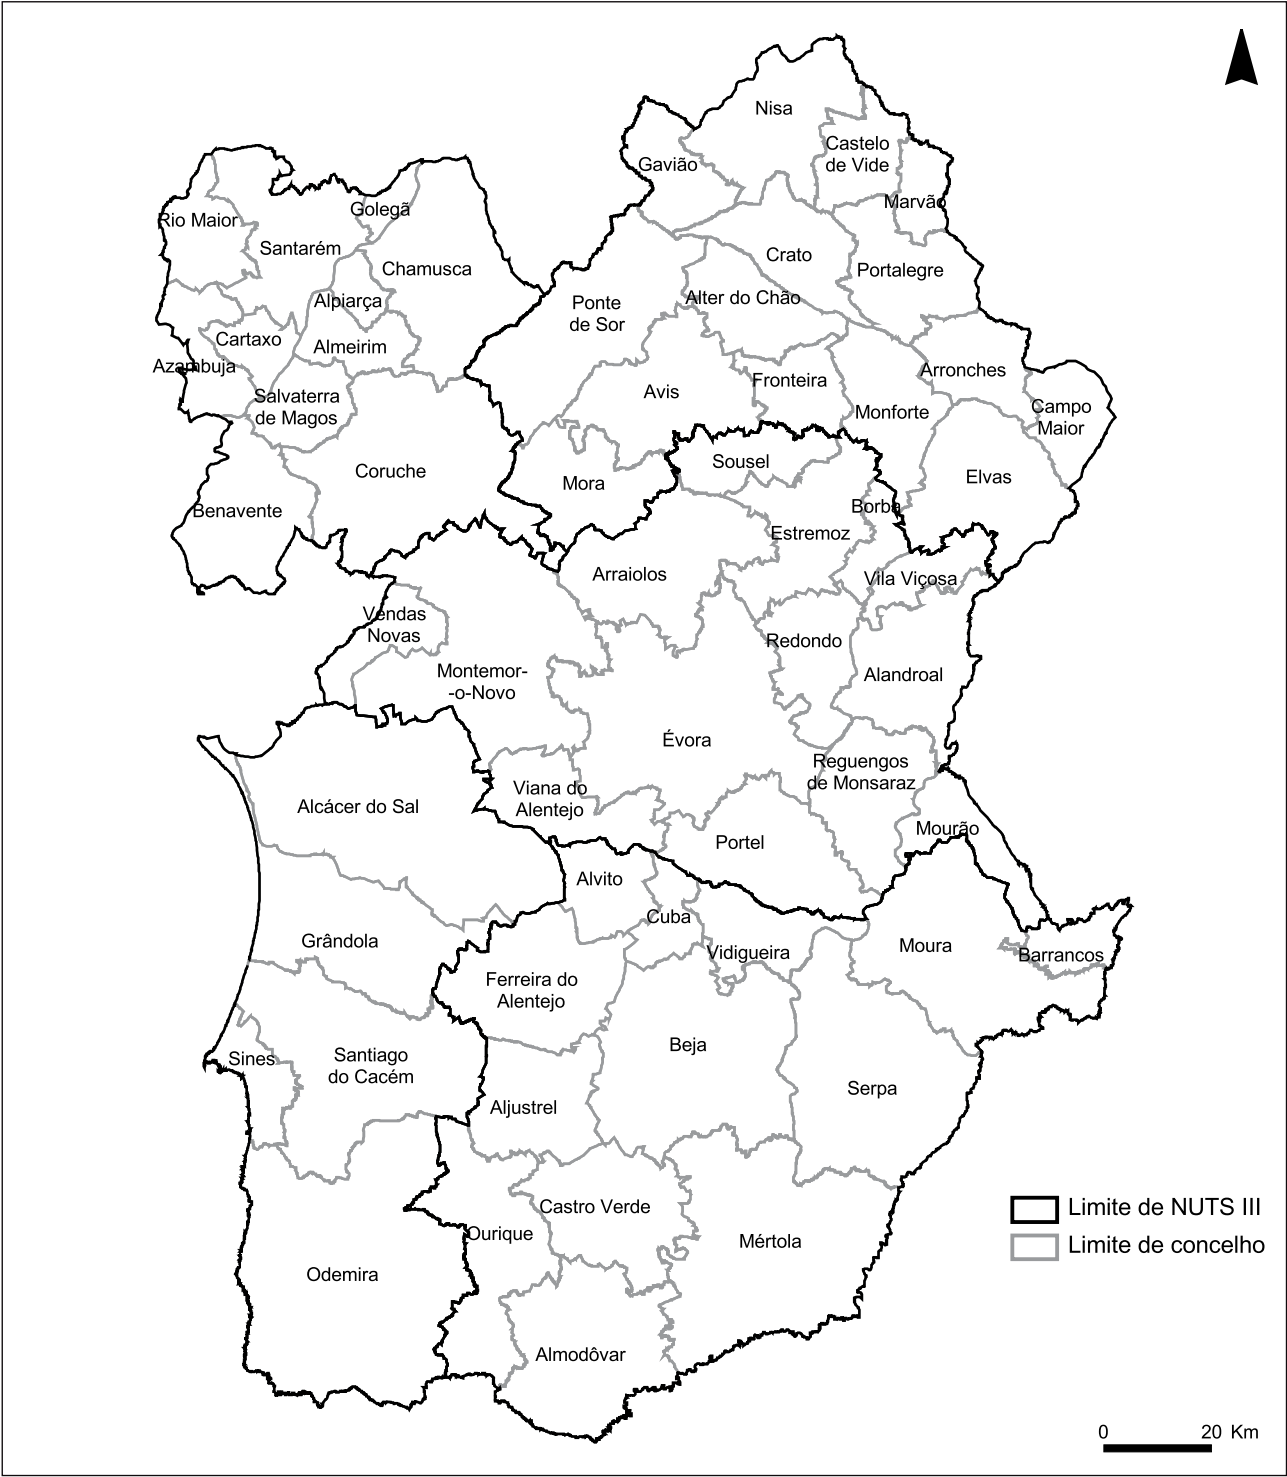 Nisa
Castelo
de Vide
Gavião
Marvão
Golegã
Rio Maior
Santarém
Chamusca
Crato
Portalegre
Alpiarça
Alter do Chão
Ponte
de Sor
Cartaxo
Almeirim
Azambuja
Arronches
Fronteira
Avis
Salvaterra
de Magos
Monforte
Campo
Maior
Sousel
Coruche
Mora
Elvas
Benavente
Borba
Estremoz
Arraiolos
Vila Viçosa
Vendas
Novas
Redondo
Alandroal
Montemor-
-o-Novo
Évora
Reguengos
de Monsaraz
Viana do
Alentejo
Alcácer do Sal
Mourão
Portel
Alvito
Cuba
Grândola
Vidigueira
Moura
Barrancos
Ferreira do
Alentejo
Beja
Sines
Santiago
do Cacém
Serpa
Aljustrel
Castro Verde
Ourique
Mértola
Odemira
Almodôvar
Limite de NUTS III
Limite de concelho
0 20 Km